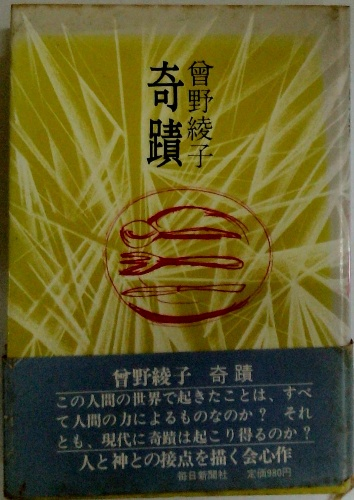 曾野綾子
奇蹟
曾野綾子 奇蹟
この人間の世界で起きたことは、すべ
て人間の力によるものなのか? それ
とも、現代に奇蹟は起こり得るのか?
人と神との接点を描く会心作
毎日新聞社 定価980円